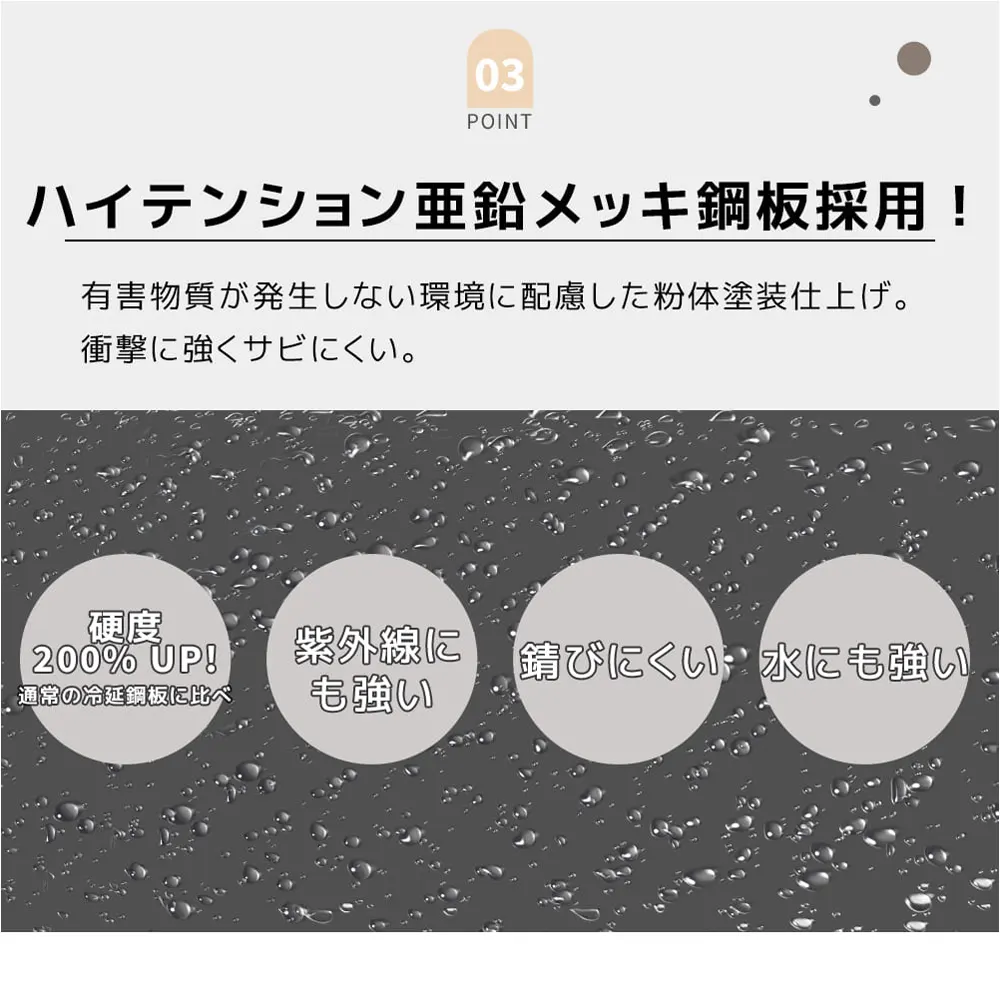 03
POINT
ハイテンション亜鉛メッキ鋼板採用！
有害物質が発生しない環境に配慮した粉体塗装仕上げ。
衝撃に強くサビにくい。
硬度
200% UP!
通常の冷延鋼板に比べ
紫外線に
も強い
錆びにくい
水にも強い